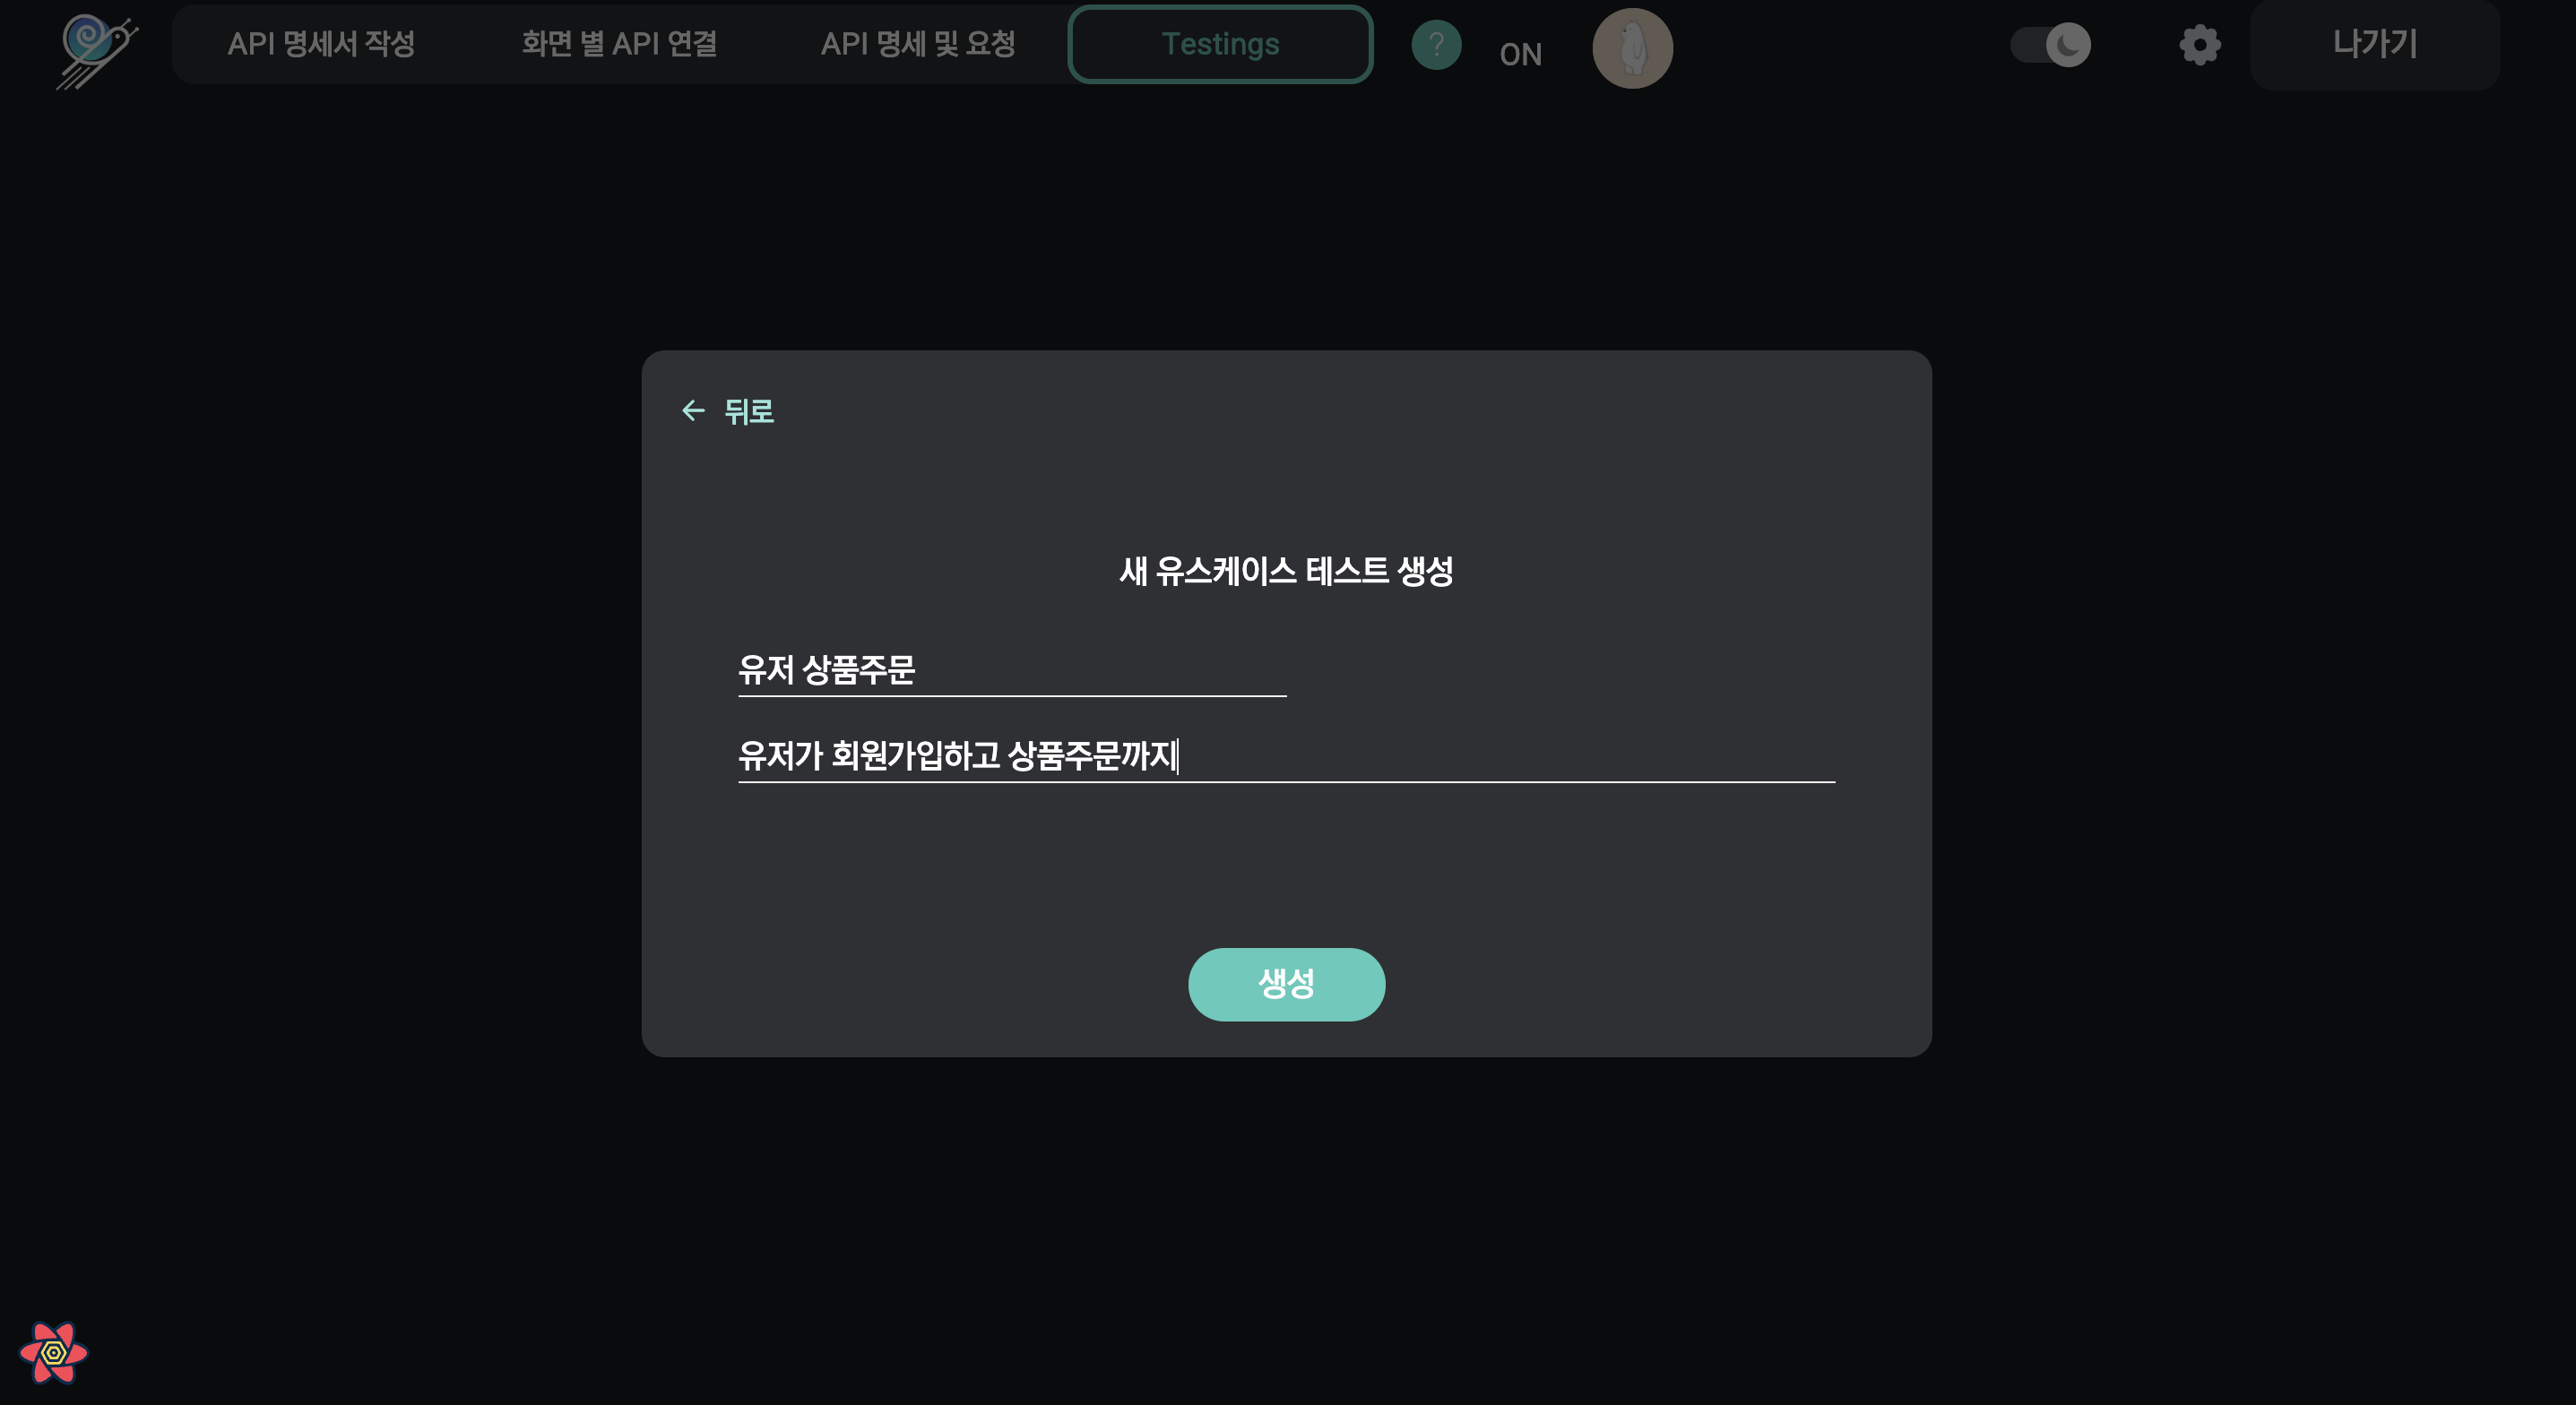 API 명세서 작성 화면 별 API 연결 API 명세 및 요청 Testings ? ON 나가기
뒤로
새 유스케이스 테스트 생성
유저 상품주문
유저가 회원가입하고 상품주문까지
생성